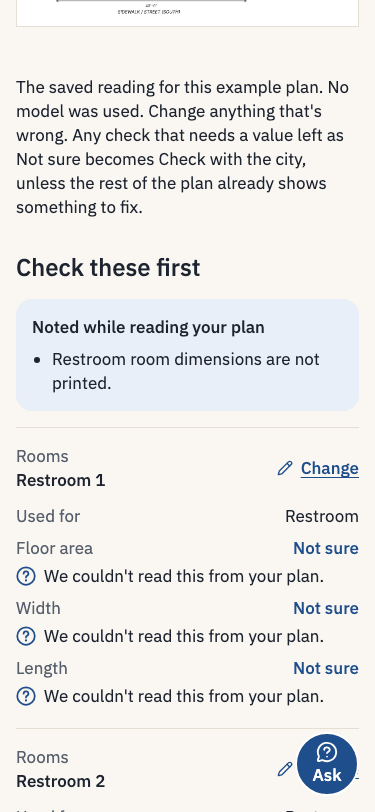 SIDEWALK / STREET (SOUTH)
The saved reading for this example plan. No
model was used. Change anything that's
wrong. Any check that needs a value left as
Not sure becomes Check with the city,
unless the rest of the plan already shows
something to fix.
Check these first
Noted while reading your plan
• Restroom room dimensions are not
printed.
Rooms
Restroom 1
Change
Used for Restroom
Floor area Not sure
We couldn't read this from your plan.
Width Not sure
We couldn't read this from your plan.
Length Not sure
We couldn't read this from your plan.
Rooms
Restroom 2
Ask